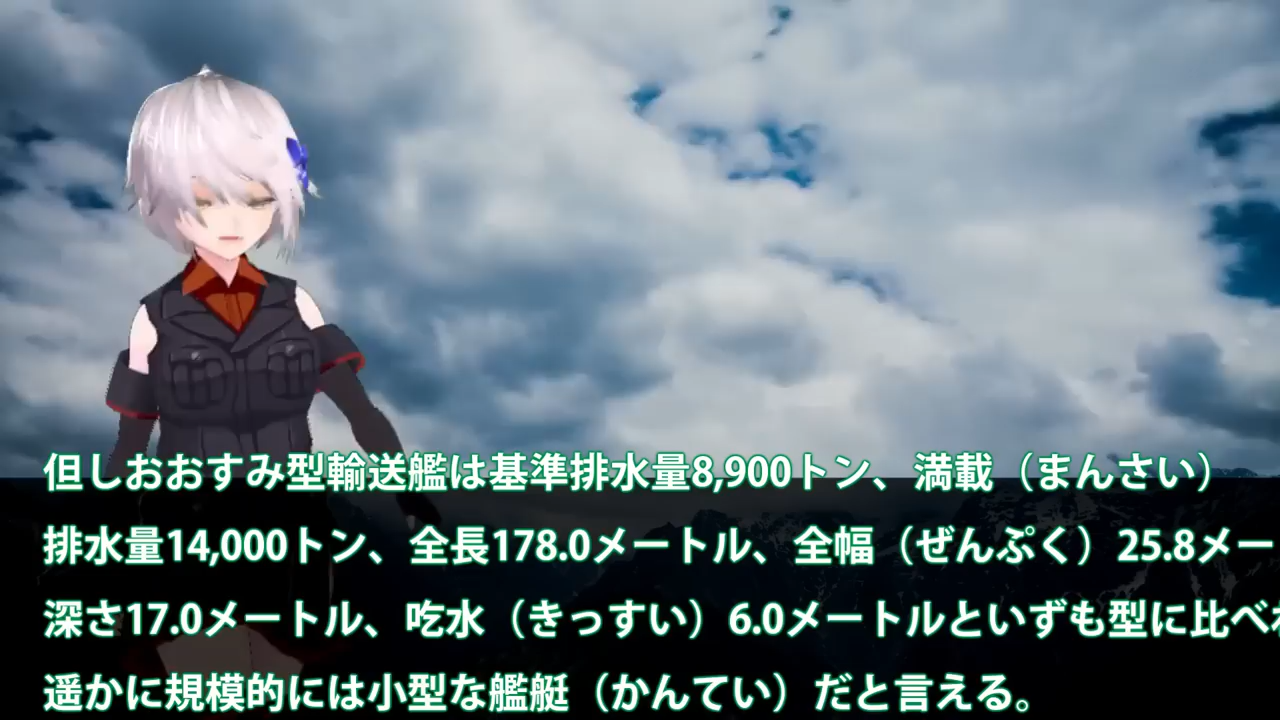 但しおおすみ型輸送艦は基準排水量8,900トン、満載（まんさい）
排水量14,000トン、全長178.0メートル、全幅（ぜんぷく）25.8メー
深さ17.0メートル、吃水（きっすい）6.0メートルといずも型に比べ
遥かに規模的には小型な艦艇（かんてい）だと言える。